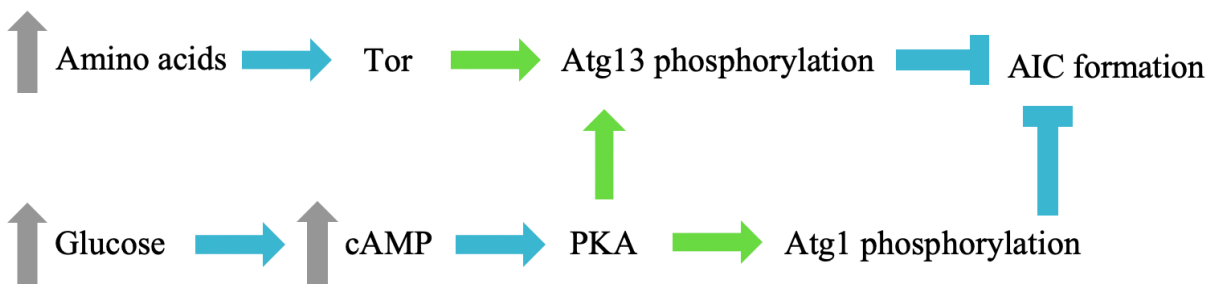 Amino acids Tor Atg13 phosphorylation AIC formation
Glucose cAMP PKA Atg1 phosphorylation